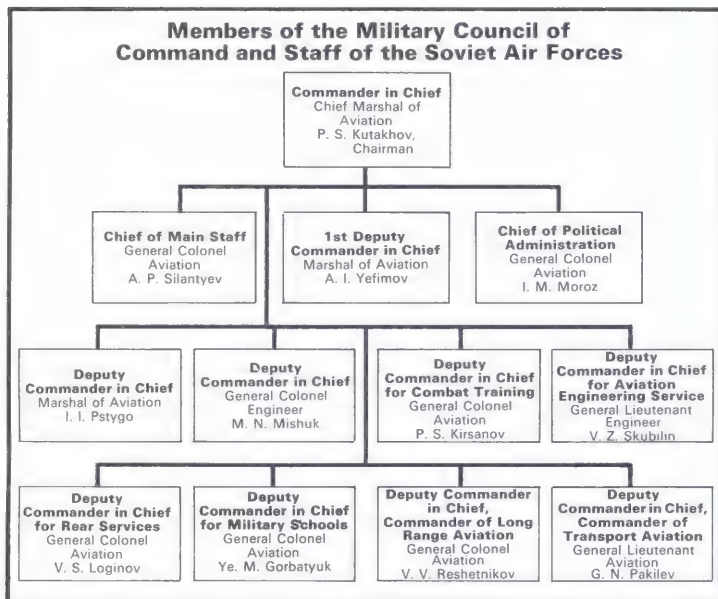 Members of the Military Council of
Command and Staff of the Soviet Air Forces
Commander in Chief
Chief Marshal of
Aviation
P. S. Kutakhov,
Chairman
Chief of Main Staff
General Colonel
Aviation
A. P. Silantyev
1st Deputy
Commander in Chief
Marshal of Aviation
A. I. Yefimov
Chief of Political
Administration
General Colonel
Aviation
I. M. Moroz
Deputy
Commander in Chief
Marshal of Aviation
I. I. Pstygo
Deputy
Commander in Chief
General Colonel
Engineer
M. N. Mishuk
Deputy
Commander in Chief
for Combat Training
General Colonel
Aviation
P. S. Kirsanov
Deputy
Commander in Chief
for Aviation
Engineering Service
General Lieutenant
Engineer
V. Z. Skubilin
Deputy
Commander in Chief
for Rear Services
General Colonel
Aviation
V. S. Loginov
Deputy
Commander in Chief
for Military Schools
General Colonel
Aviation
Ye. M. Gorbatyuk
Deputy Commander
in Chief,
Commander of Long
Range Aviation
General Colonel
Aviation
V. V. Reshetnikov
Deputy
Commander in Chief,
Commander of
Transport Aviation
General Lieutenant
Aviation
G. N. Pakilev